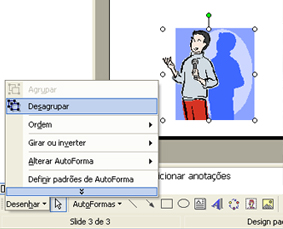 Agrupar
Desagrupar
Ordem
Girar ou inverter
Alterar AutoForma
Definir padrões de AutoForma
icionar anotações
Desenhar
AutoFormas
Slide 3 de 3
Design pad